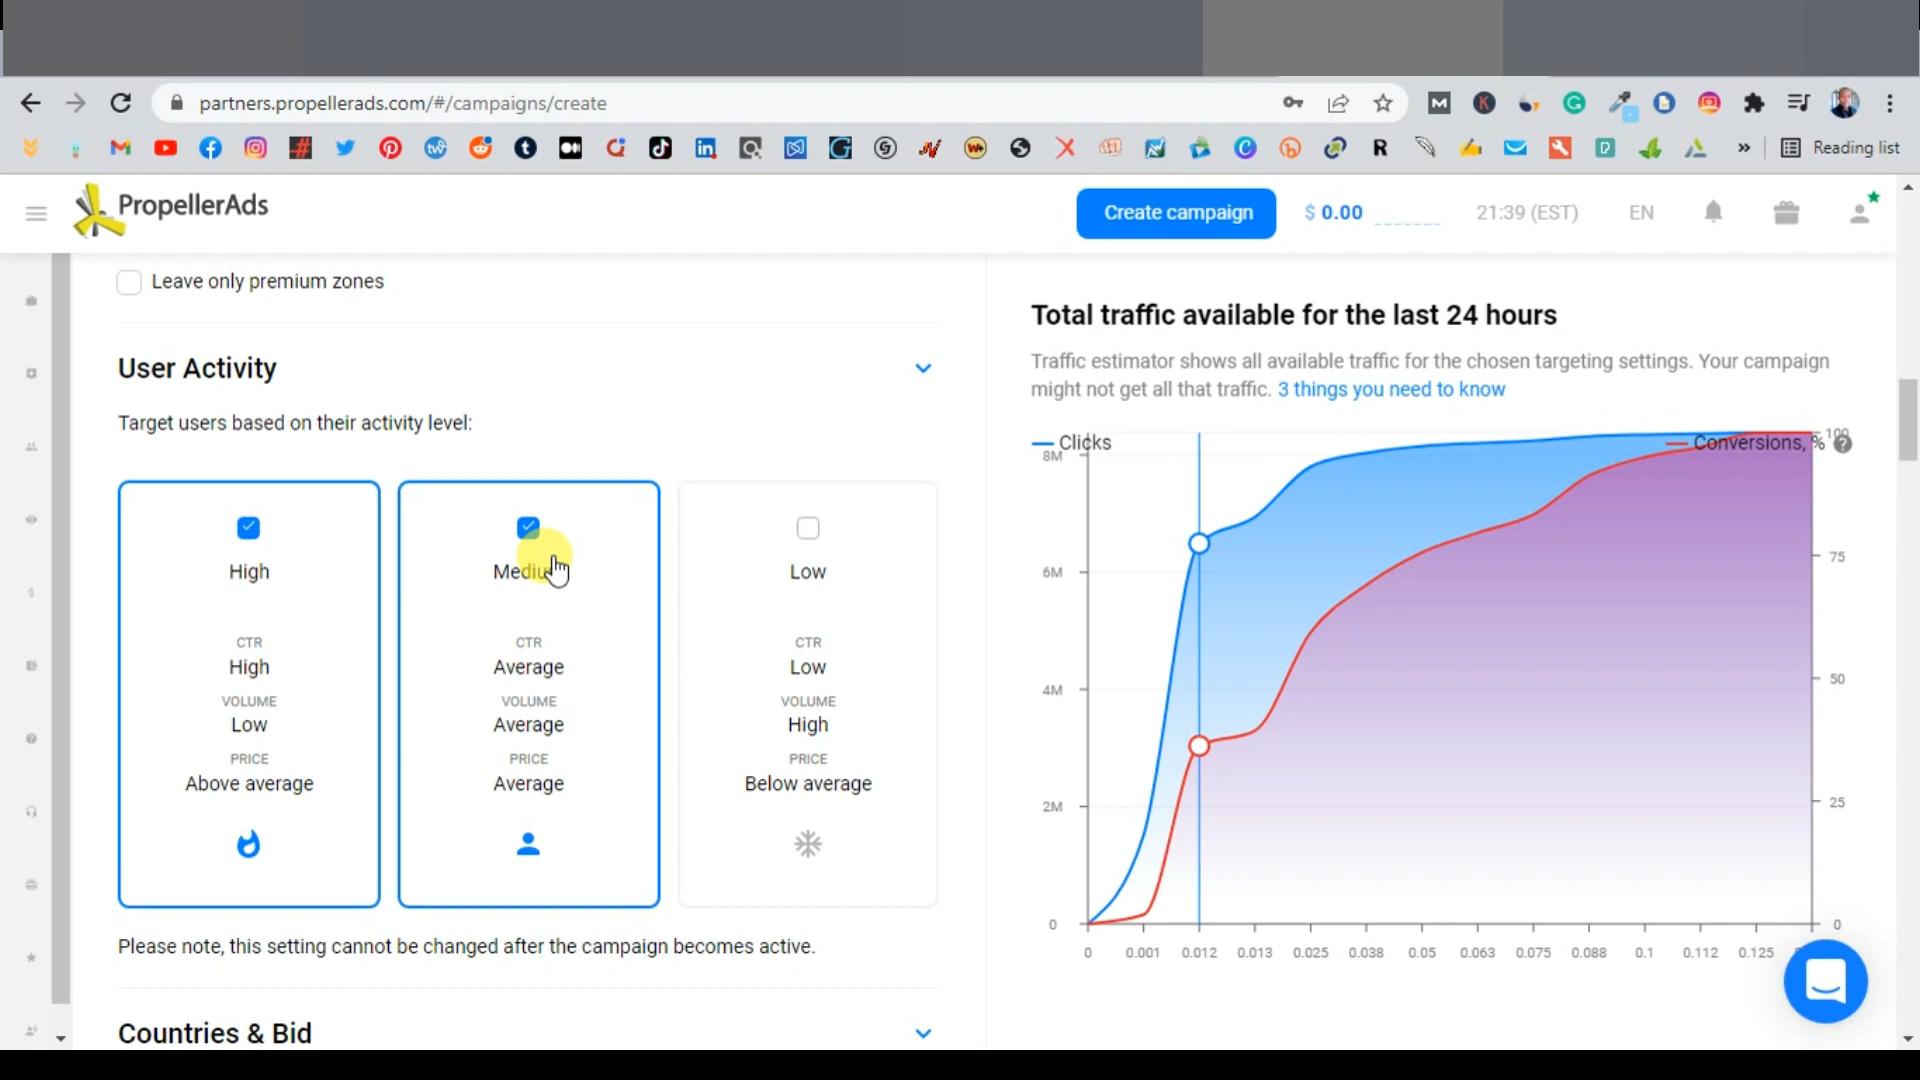 partners.propellerads.com/#/campaigns/create
Reading list
PropellerAds
Create campaign
$ 0.00
21:39 (EST)
EN
Leave only premium zones
User Activity
Target users based on their activity level:
High
CTR
High
VOLUME
Low
PRICE
Above average
CTR
Average
VOLUME
Average
PRICE
Average
Low
CTR
Low
VOLUME
High
PRICE
Below average
Please note, this setting cannot be changed after the campaign becomes active.
Countries & Bid
Total traffic available for the last 24 hours
Traffic estimator shows all available traffic for the chosen targeting settings. Your campaign
might not get all that traffic. 3 things you need to know
Clicks
Conversions, %
8M
6M
4M
2M
0
100
75
50
25
0
0 0.001 0.012 0.013 0.025 0.038 0.05 0.063 0.075 0.088 0.1 0.112 0.125